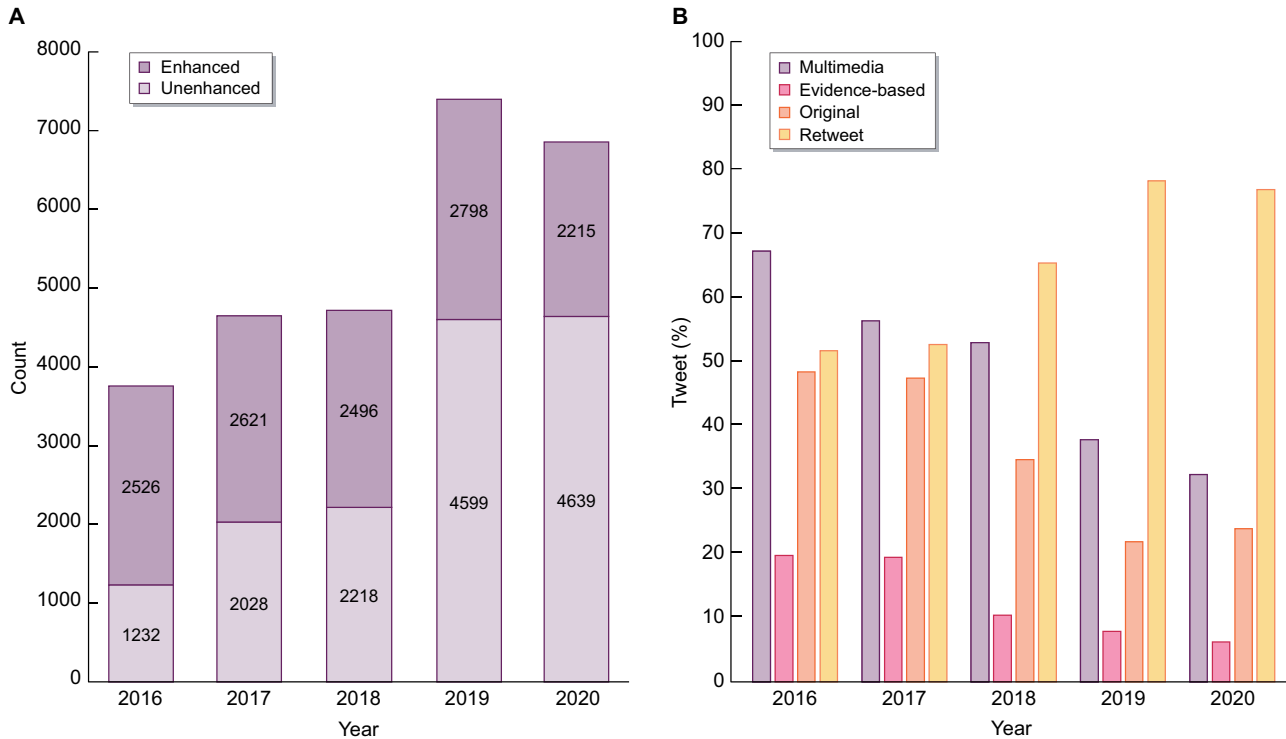 A
8000
7000
6000
5000
4000
3000
2000
1000
0
Count
Enhanced
Unenhanced
2526
1232
2621
2028
2496
2218
2798
4599
2215
4639
2016 2017 2018 2019 2020
Year
B
100
90
80
70
60
50
40
30
20
10
0
Tweet (%)
Multimedia
Evidence-based
Original
Retweet
2016 2017 2018 2019 2020
Year